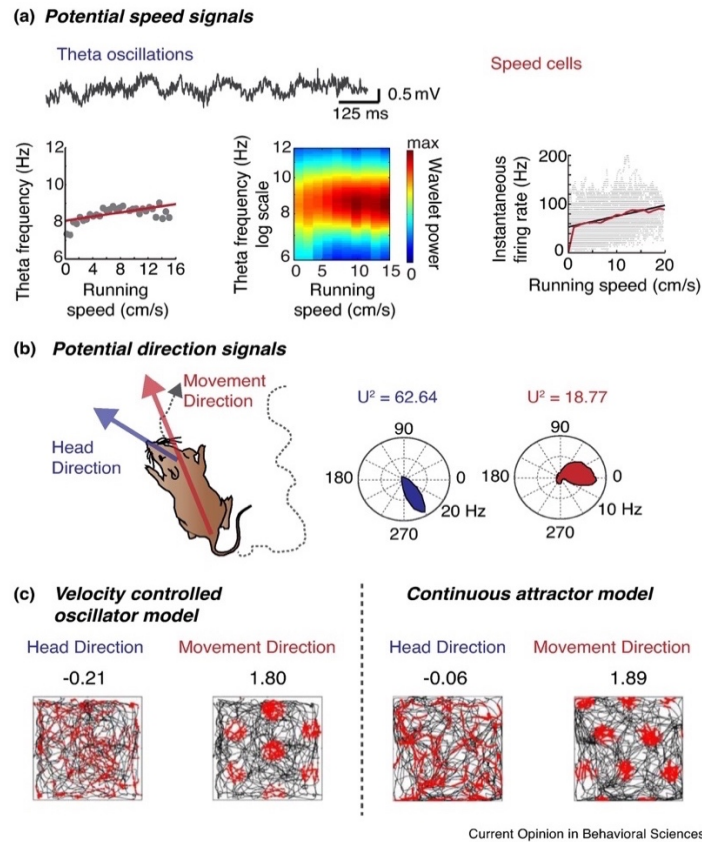 (a) Potential speed signals
Theta oscillations
Speed cells
0.5 mV
125 ms
Theta frequency (Hz)
12
10
8
6
0 4 8 12 16
Running
speed (cm/s)
Theta frequency (Hz)
log scale
12
10
8
6
0 5 10 15
Running
speed (cm/s)
max
Wavelet power
0
Instantaneous
firing rate (Hz)
200
100
0
0 10 20
Running speed (cm/s)
(b) Potential direction signals
Movement
Direction
Head
Direction
U² = 62.64
90
180
0
20 Hz
270
U² = 18.77
90
180
0
10 Hz
270
(c) Velocity controlled
oscillator model
Head Direction
Movement Direction
-0.21
1.80
Continuous attractor model
Head Direction
Movement Direction
-0.06
1.89
Current Opinion in Behavioral Sciences